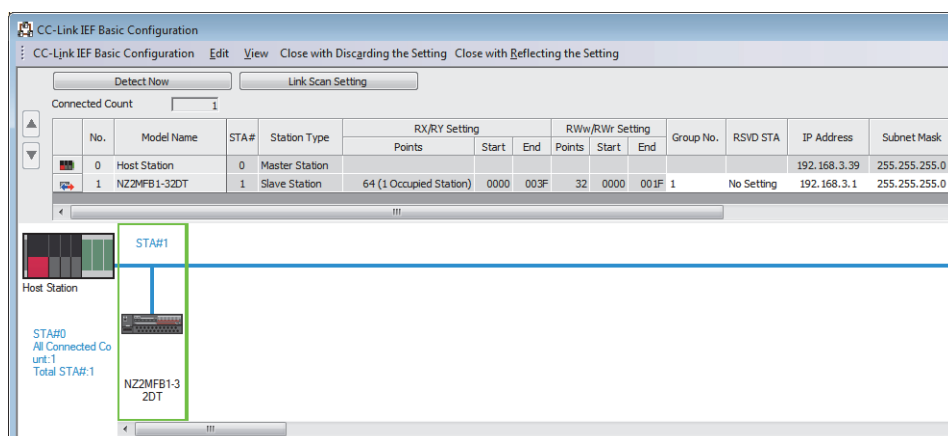 CC-Link IEF Basic Configuration
CC-Link IEF Basic Configuration Edit View Close with Discarding the Setting Close with Reflecting the Setting
Detect Now Link Scan Setting
Connected Count 1
No. Model Name STA# Station Type RX/RY Setting RWw/RWr Setting Group No. RSVD STA IP Address Subnet Mask
Points Start End Points Start End
0 Host Station 0 Master Station 192.168.3.39 255.255.255.0
1 NZ2MFB1-32DT 1 Slave Station 64 (1 Occupied Station) 0000 003F 32 0000 001F 1 No Setting 192.168.3.1 255.255.255.0
STA#1
Host Station
STA#0
All Connected Co
unt:1
Total STA#:1
NZ2MFB1-3
2DT